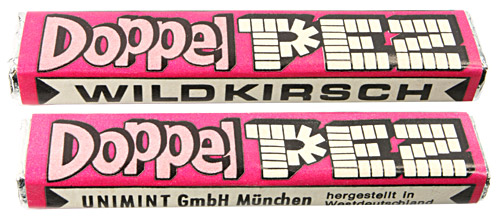 Doppel PEZ
WILDKIRSCH
Doppel PEZ
UNIMINT GmbH München hergestellt in
Westdeutschland